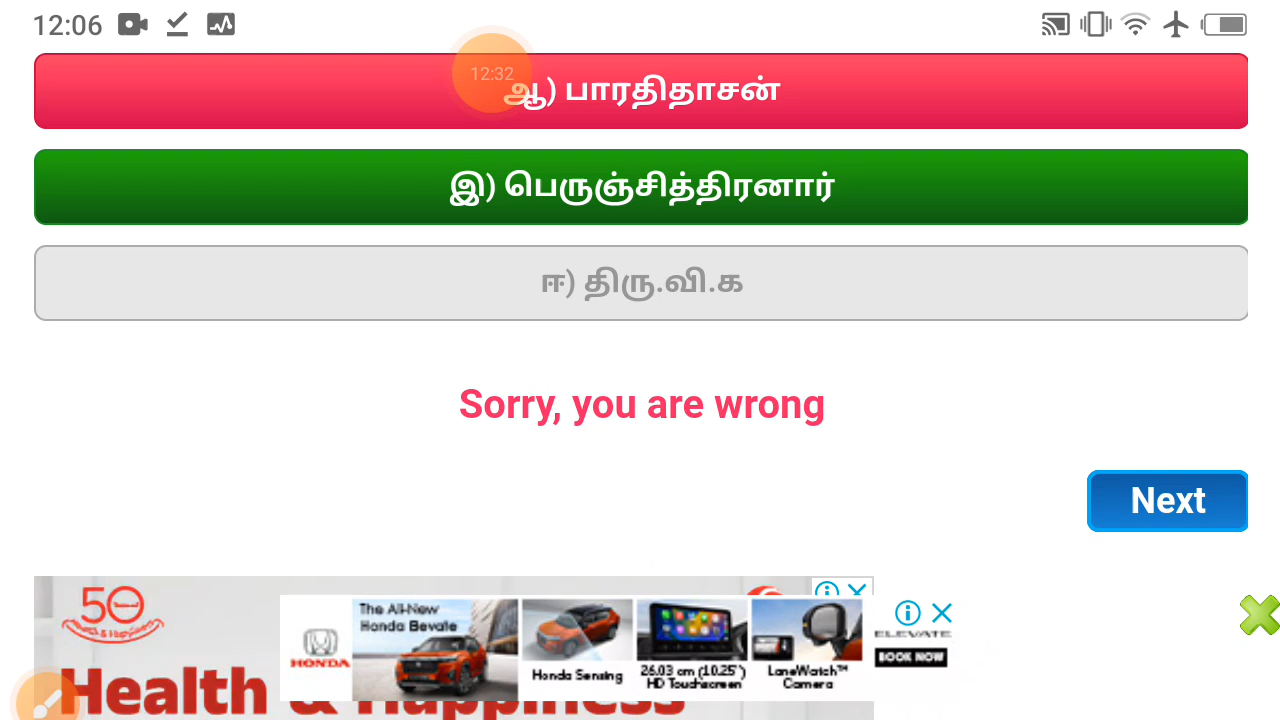 12:06
12:32
ஆ) பாரதிதாசன்
இ) பெருஞ்சித்திரனார்
ஈ) திரு.வி.க
Sorry, you are wrong
Next
50
Health & Happiness
HONDA
The All-New
Honda Elevate
Honda Sensing
26.03 cm (10.25")
HD Touchscreen
LaneWatch™
Camera
ELEVATE
BOOK NOW